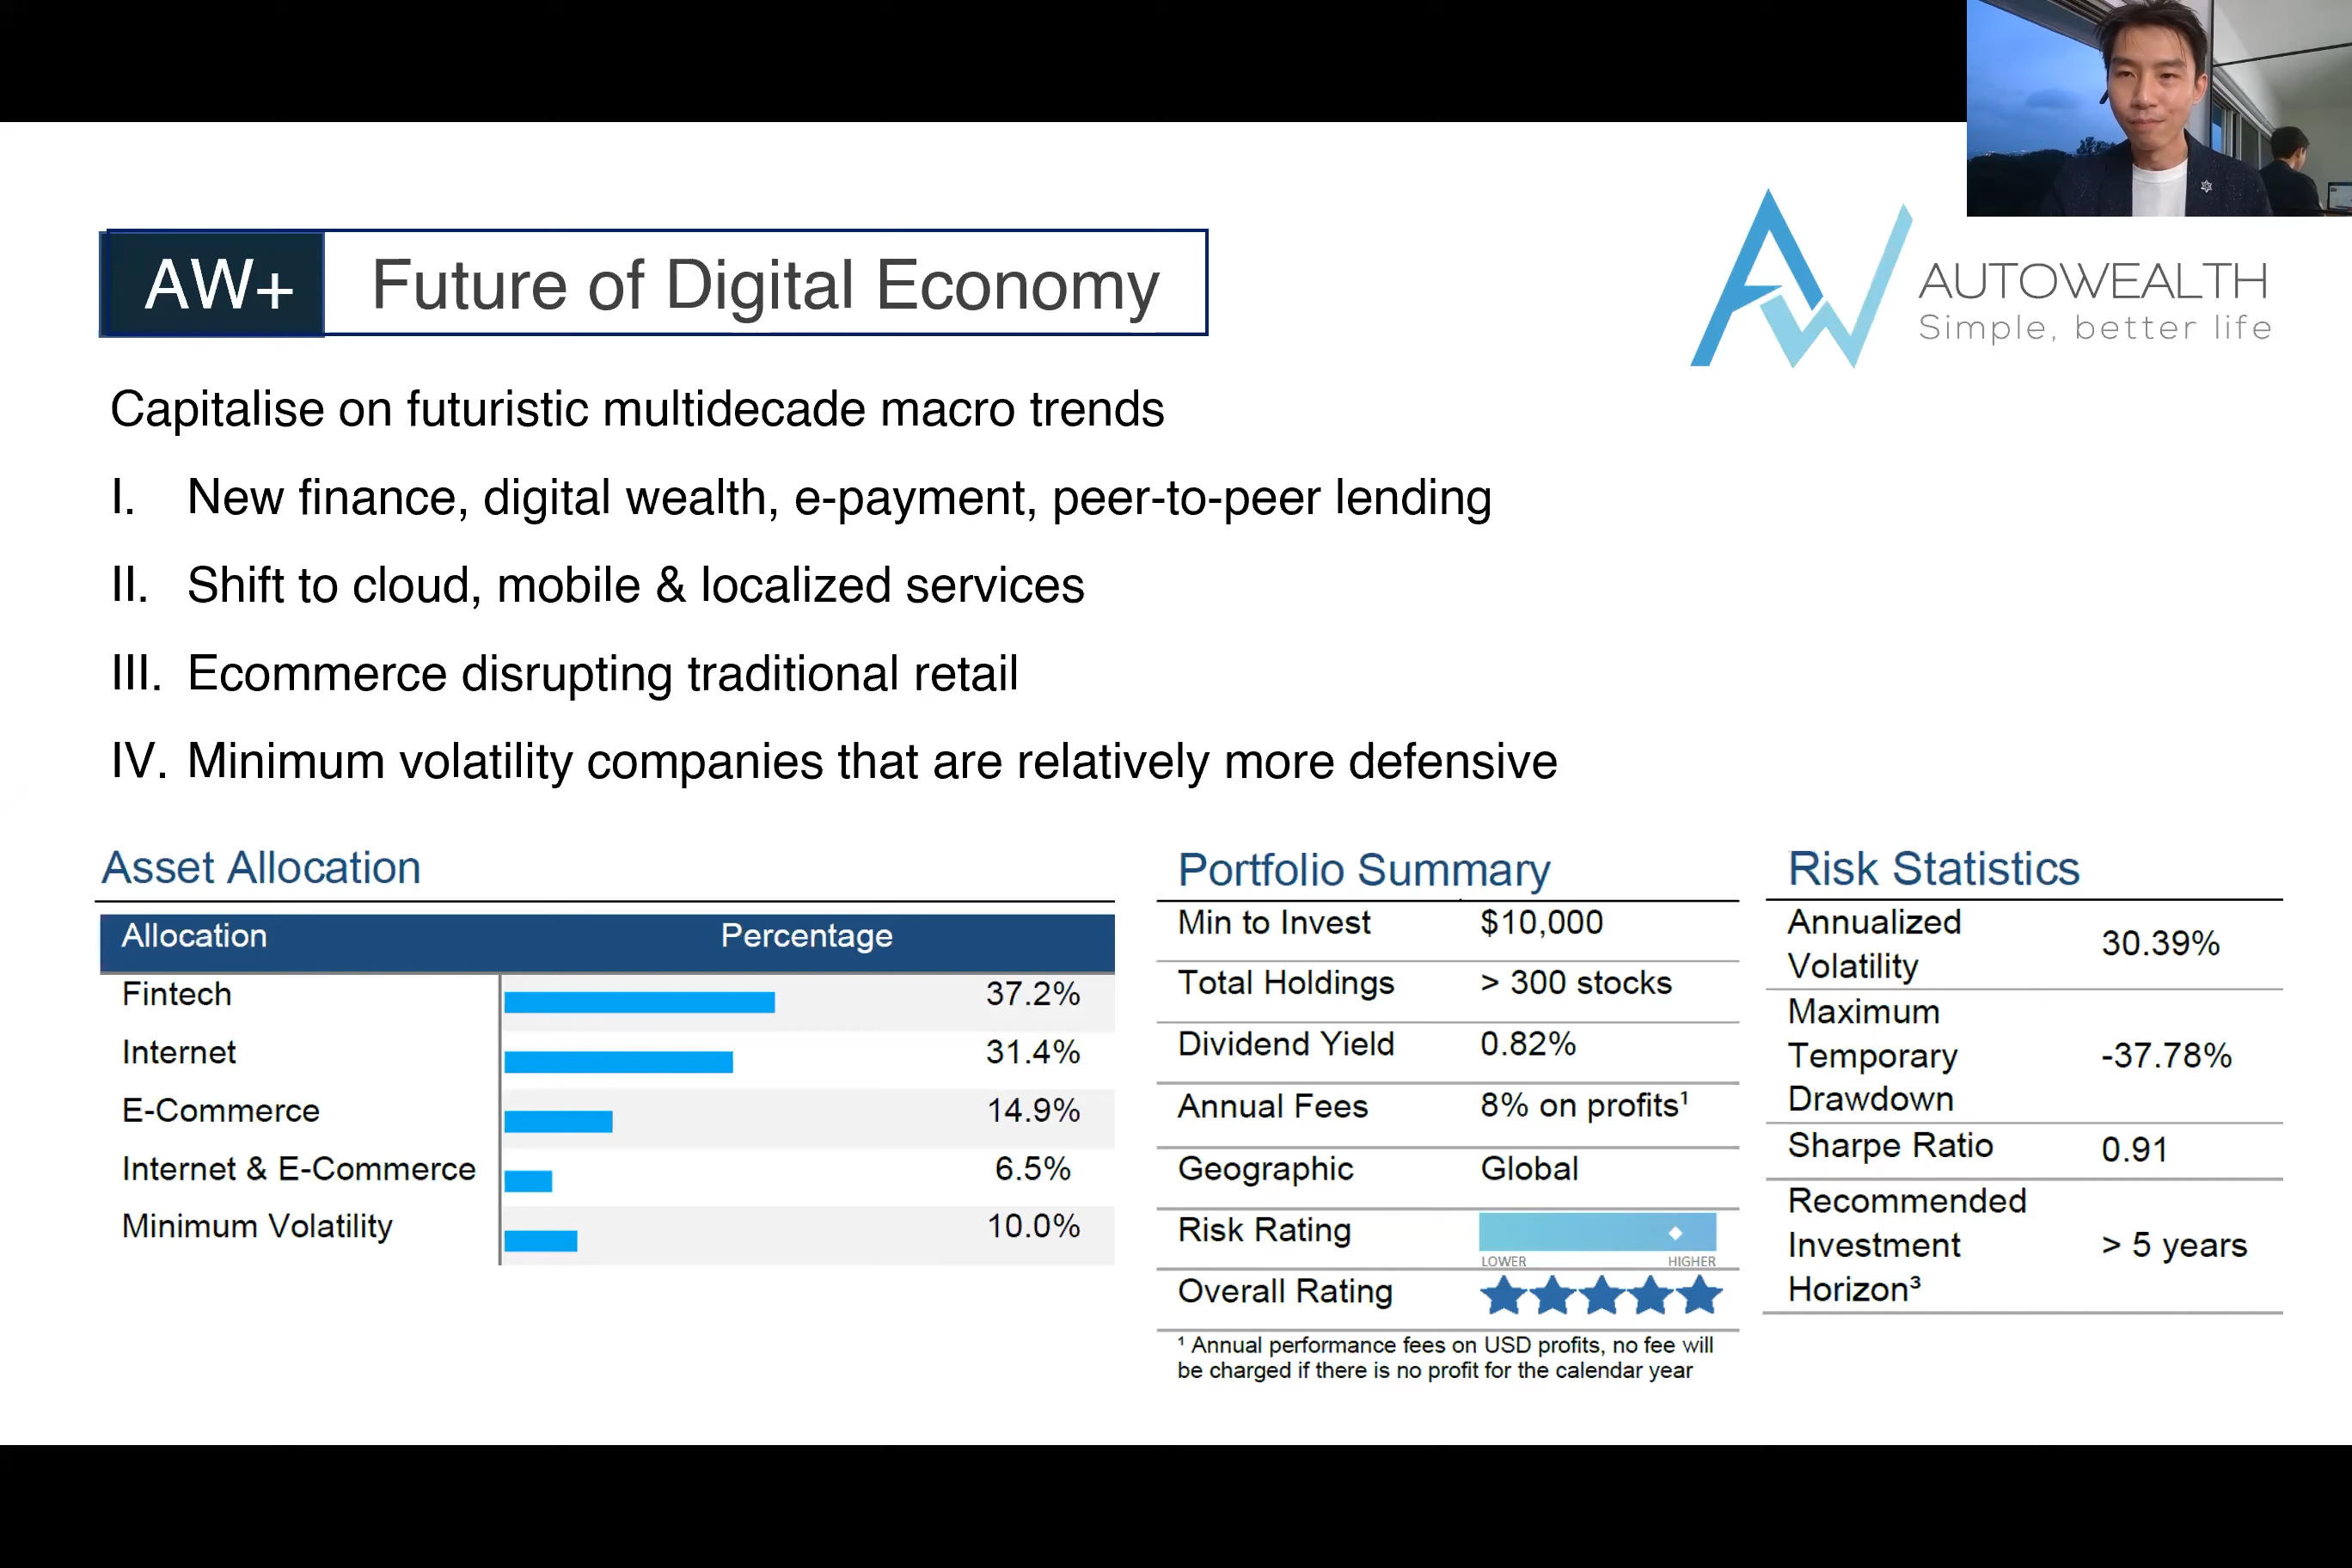 AW+ Future of Digital Economy
AUTOWEALTH
Simple, better life
Capitalise on futuristic multidecade macro trends
I. New finance, digital wealth, e-payment, peer-to-peer lending
II. Shift to cloud, mobile & localized services
III. Ecommerce disrupting traditional retail
IV. Minimum volatility companies that are relatively more defensive
Asset Allocation
Allocation Percentage
Fintech 37.2%
Internet 31.4%
E-Commerce 14.9%
Internet & E-Commerce 6.5%
Minimum Volatility 10.0%
Portfolio Summary
Min to Invest $10,000
Total Holdings > 300 stocks
Dividend Yield 0.82%
Annual Fees 8% on profits¹
Geographic Global
Risk Rating
LOWER HIGHER
Overall Rating
¹ Annual performance fees on USD profits, no fee will
be charged if there is no profit for the calendar year
Risk Statistics
Annualized
Volatility 30.39%
Maximum
Temporary -37.78%
Drawdown
Sharpe Ratio 0.91
Recommended
Investment > 5 years
Horizon³